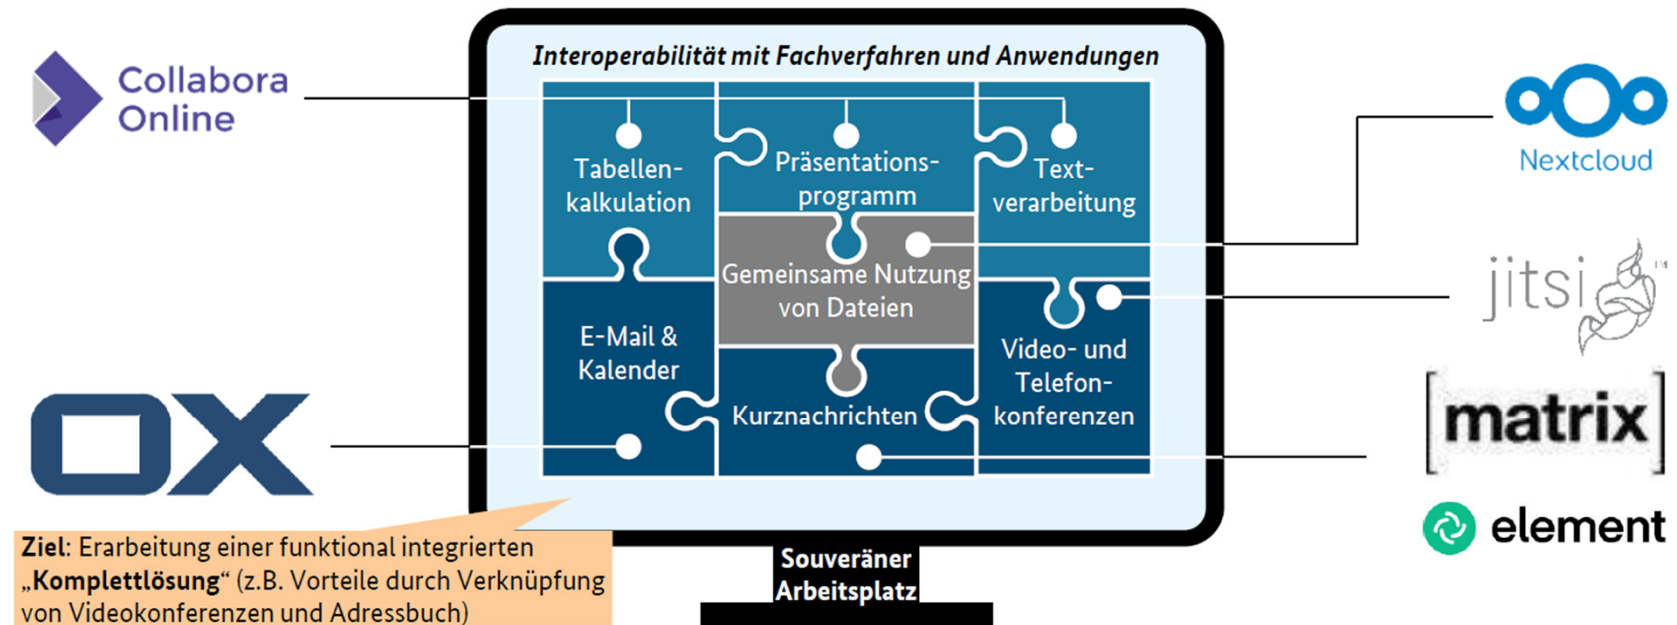 Collabora
Online
OX
Interoperabilität mit Fachverfahren und Anwendungen
Tabellen-
kalkulation
Präsentations-
programm
Text-
verarbeitung
Gemeinsame Nutzung
von Dateien
E-Mail &
Kalender
Kurznachrichten
Video- und
Telefon-
konferenzen
Nextcloud
jitsi™
[matrix]
element
Ziel: Erarbeitung einer funktional integrierten
„Komplettlösung“ (z.B. Vorteile durch Verknüpfung
von Videokonferenzen und Adressbuch)
Souveräner
Arbeitsplatz